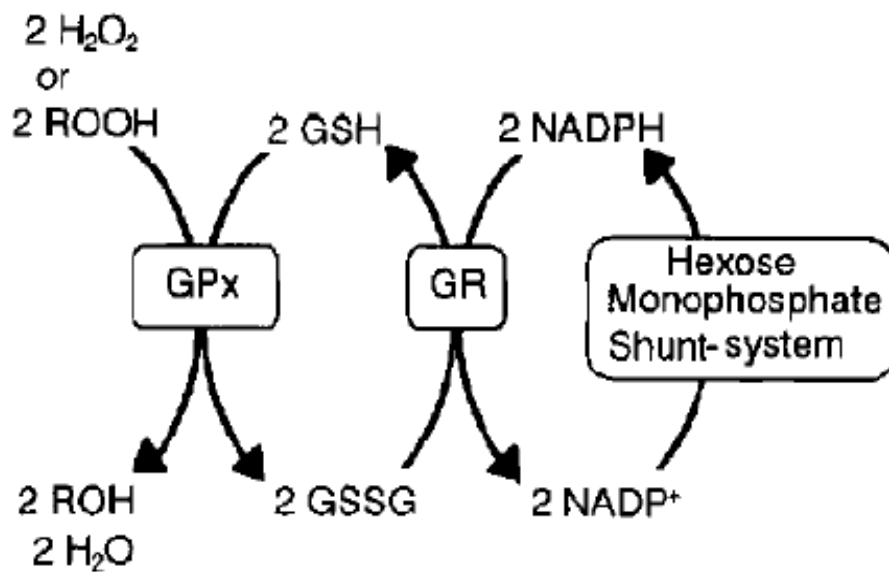 2 H₂O₂
or
2 ROOH
2 GSH
2 NADPH
GPx
GR
Hexose
Monophosphate
Shunt-system
2 ROH
2 H₂O
2 GSSG
2 NADP⁺